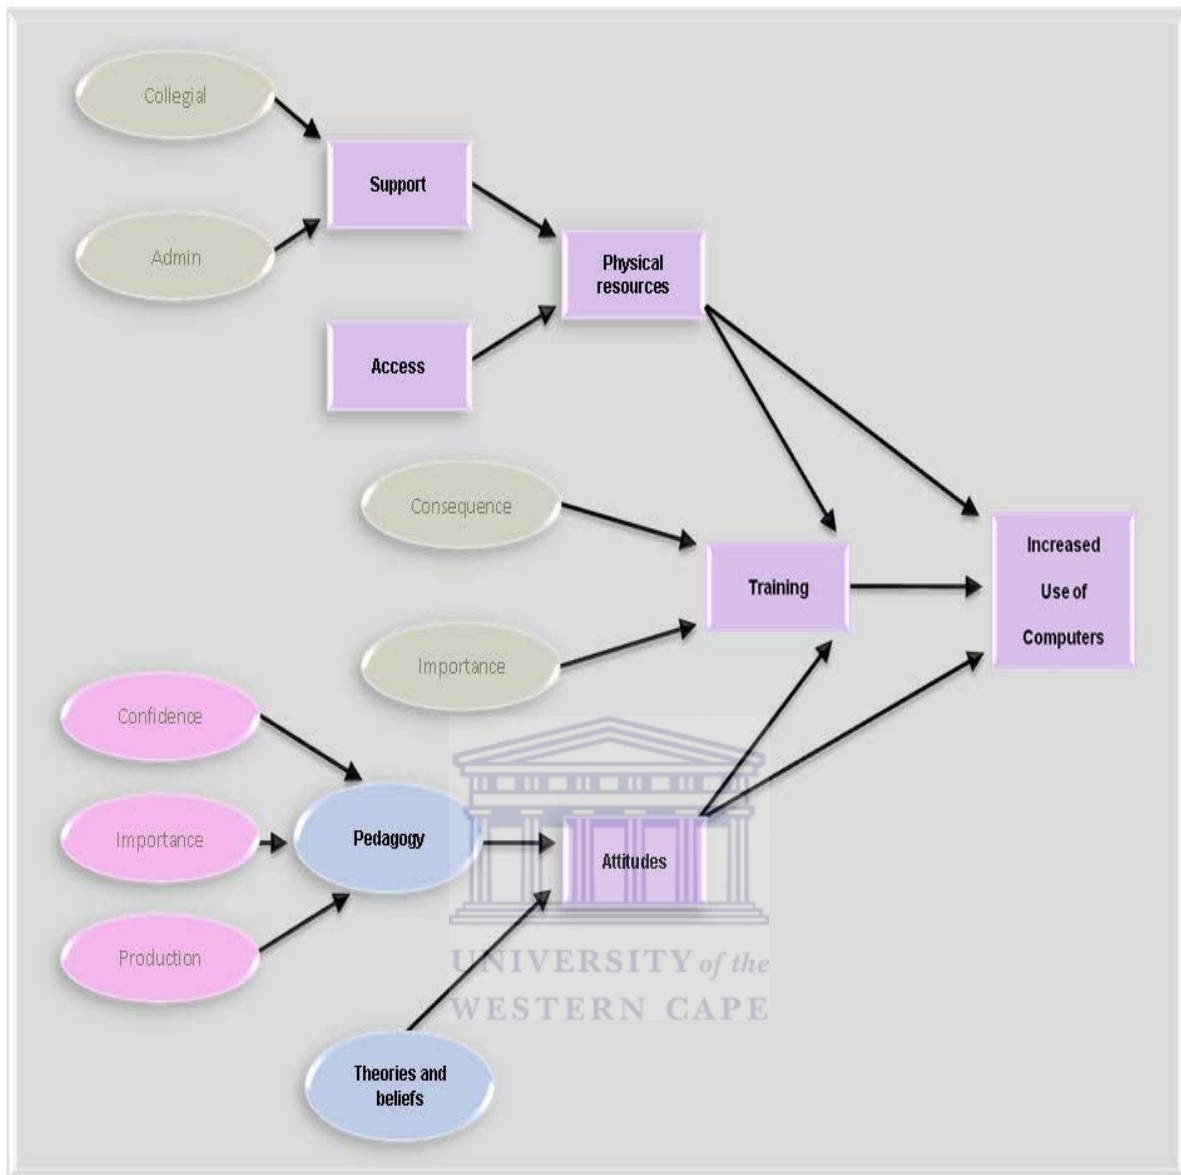 Collegial
Support
Admin
Physical
resources
Access
Consequence
Increased
Use of
Computers
Training
Importance
Confidence
Importance
Pedagogy
Attitudes
Production
UNIVERSITY of the
WESTERN CAPE
Theories and
beliefs